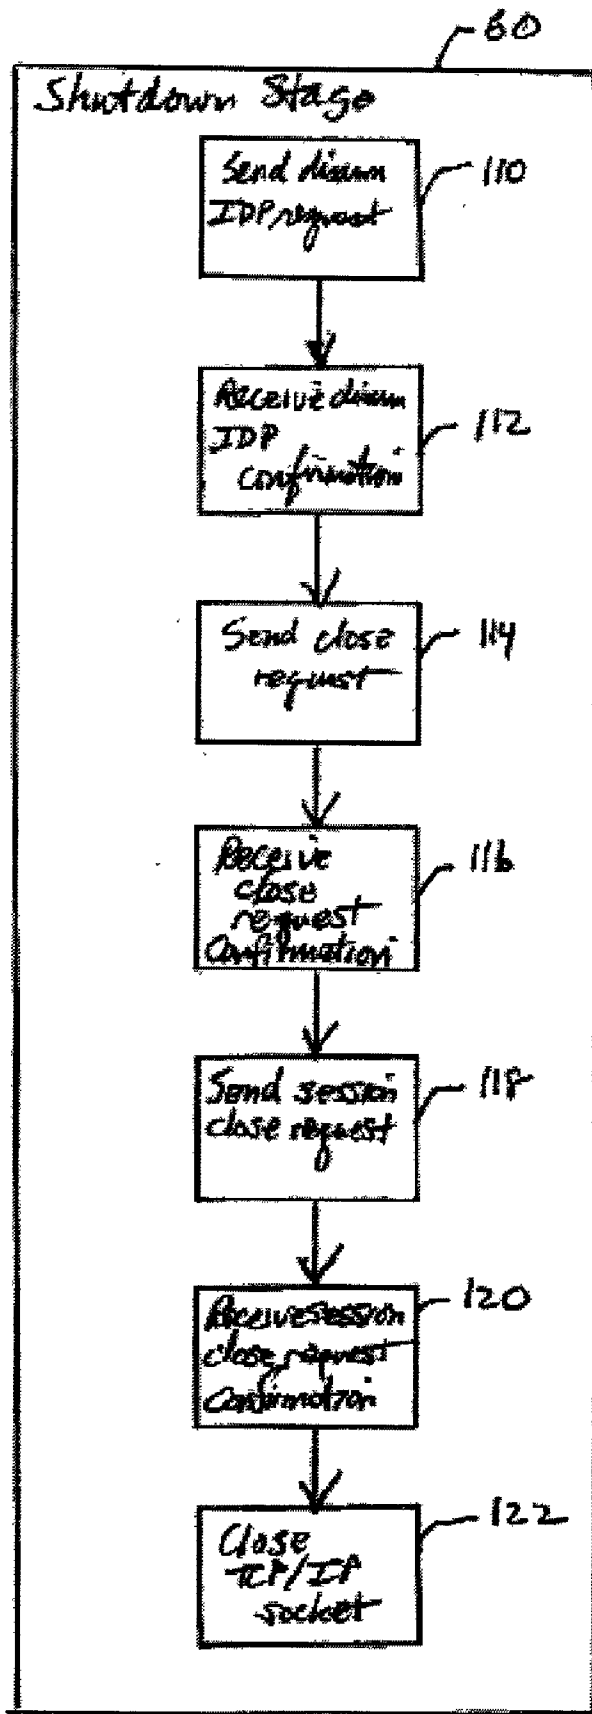 60
Shutdown Stage
Send disarm
IDP request
110
Receive disarm
IDP
confirmation
112
Send close
request
114
Receive
close
request
Confirmation
116
Send session
close request
118
Receive session
close request
Confirmation
120
Close
TCP/IP
socket
122